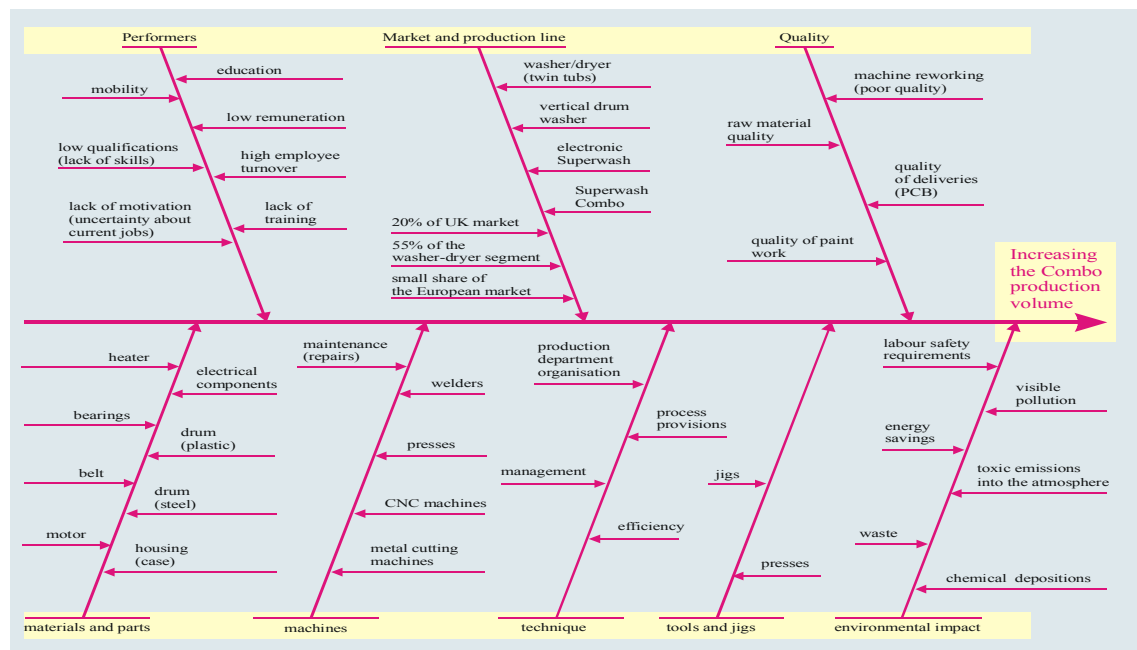 Performers
Market and production line
Quality
education
mobility
low remuneration
low qualifications
(lack of skills)
high employee
turnover
lack of motivation
(uncertainty about
current jobs)
lack of
training
washer/dryer
(twin tubs)
vertical drum
washer
electronic
Superwash
Superwash
Combo
20% of UK market
55% of the
washer-dryer segment
small share of
the European market
machine reworking
(poor quality)
raw material
quality
quality
of deliveries
(PCB)
quality of paint
work
Increasing
the Combo
production
volume
heater
electrical
components
bearings
drum
(plastic)
belt
drum
(steel)
motor
housing
(case)
maintenance
(repairs)
welders
presses
CNC machines
metal cutting
machines
production
department
organisation
process
provisions
management
efficiency
jigs
presses
labour safety
requirements
visible
pollution
energy
savings
toxic emissions
into the atmosphere
waste
chemical depositions
materials and parts
machines
technique
tools and jigs
environmental impact